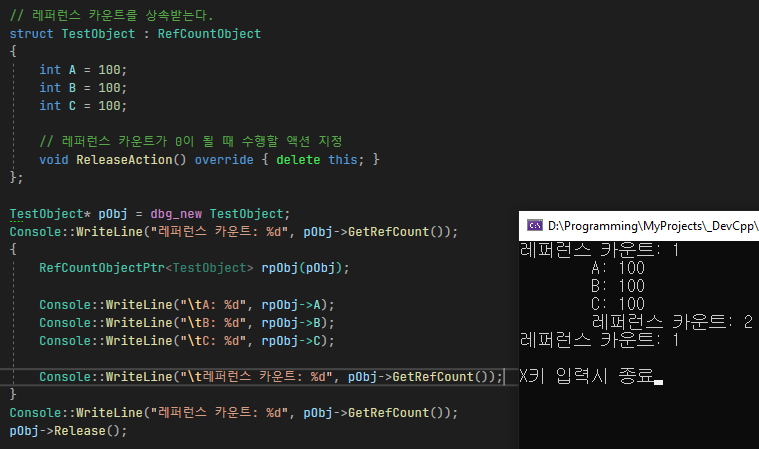 // 레퍼런스 카운트를 상속받는다.
struct TestObject : RefCountObject
{
    int A = 100;
    int B = 100;
    int C = 100;

    // 레퍼런스 카운트가 0이 될 때 수행할 액션 지정
    void ReleaseAction() override { delete this; }
};

TestObject* pObj = dbg_new TestObject;
Console::WriteLine("레퍼런스 카운트: %d", pObj->GetRefCount());
{
    RefCountObjectPtr<TestObject> rpObj(pObj);

    Console::WriteLine("\tA: %d", rpObj->A);
    Console::WriteLine("\tB: %d", rpObj->B);
    Console::WriteLine("\tC: %d", rpObj->C);

    Console::WriteLine("\t레퍼런스 카운트: %d", pObj->GetRefCount());
}
Console::WriteLine("레퍼런스 카운트: %d", pObj->GetRefCount());
pObj->Release();
D:\Programming\MyProjects\_DevCpp\
레퍼런스 카운트: 1
        A: 100
        B: 100
        C: 100
        레퍼런스 카운트: 2
레퍼런스 카운트: 1

X키 입력시 종료